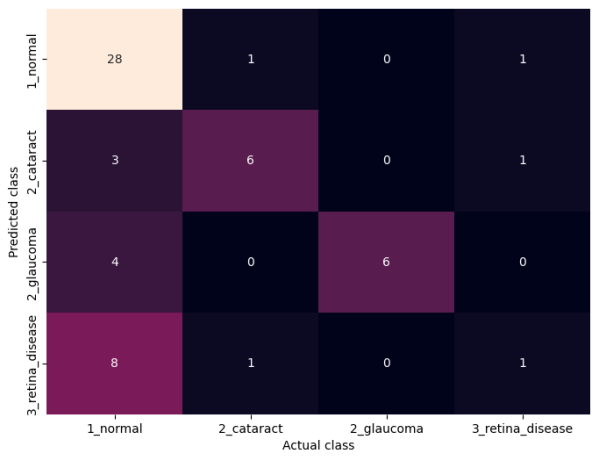 Predicted class
1_normal
28 1 0 1
2_cataract
3 6 0 1
2_glaucoma
4 0 6 0
3_retina_disease
8 1 0 1
1_normal 2_cataract 2_glaucoma 3_retina_disease
Actual class